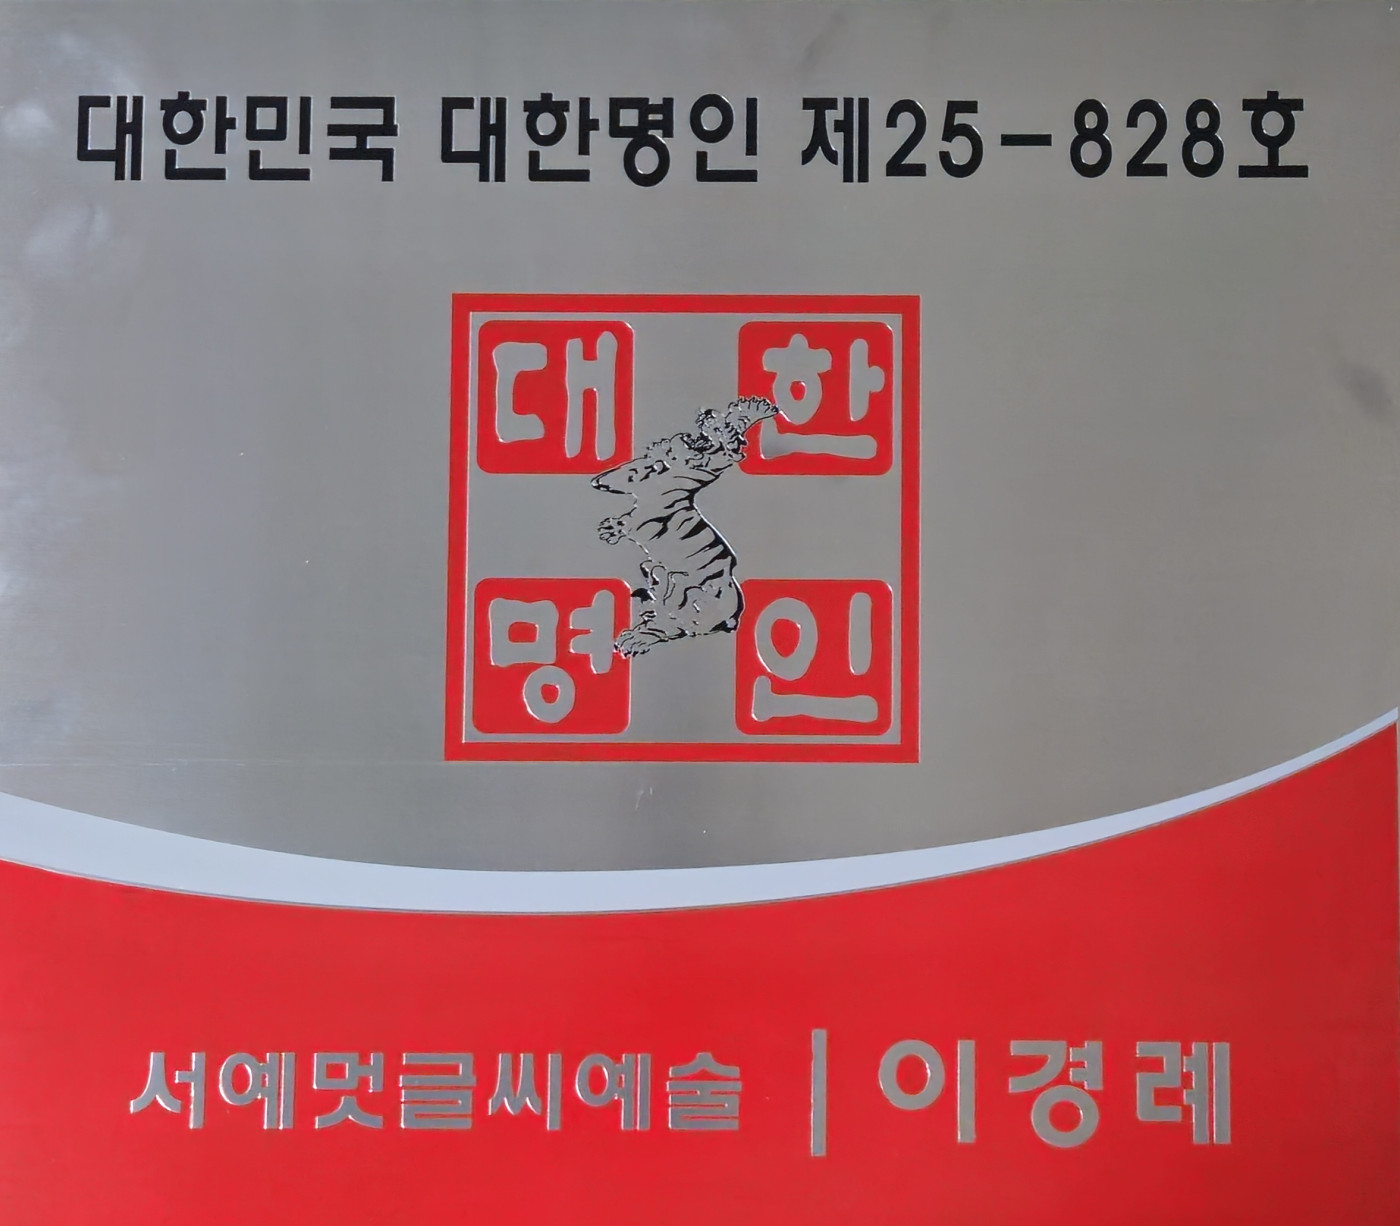 대한민국 대한명인 제25-828호
대 한
명 인
서예멋글씨예술 | 이경례